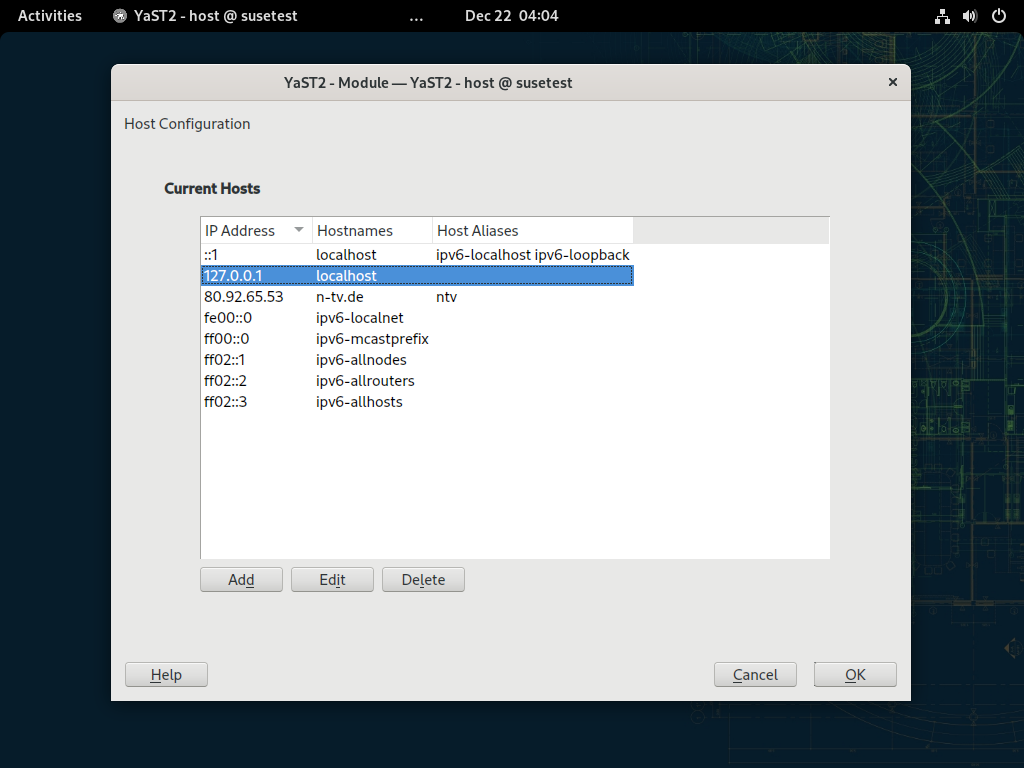 Activities YaST2 - host @ susetest ... Dec 22 04:04
YaST2 - Module — YaST2 - host @ susetest ×
Host Configuration
Current Hosts
IP Address Hostnames Host Aliases
::1 localhost ipv6-localhost ipv6-loopback
127.0.0.1 localhost
80.92.65.53 n-tv.de ntv
fe00::0 ipv6-localnet
ff00::0 ipv6-mcastprefix
ff02::1 ipv6-allnodes
ff02::2 ipv6-allrouters
ff02::3 ipv6-allhosts
Add Edit Delete
Help Cancel OK